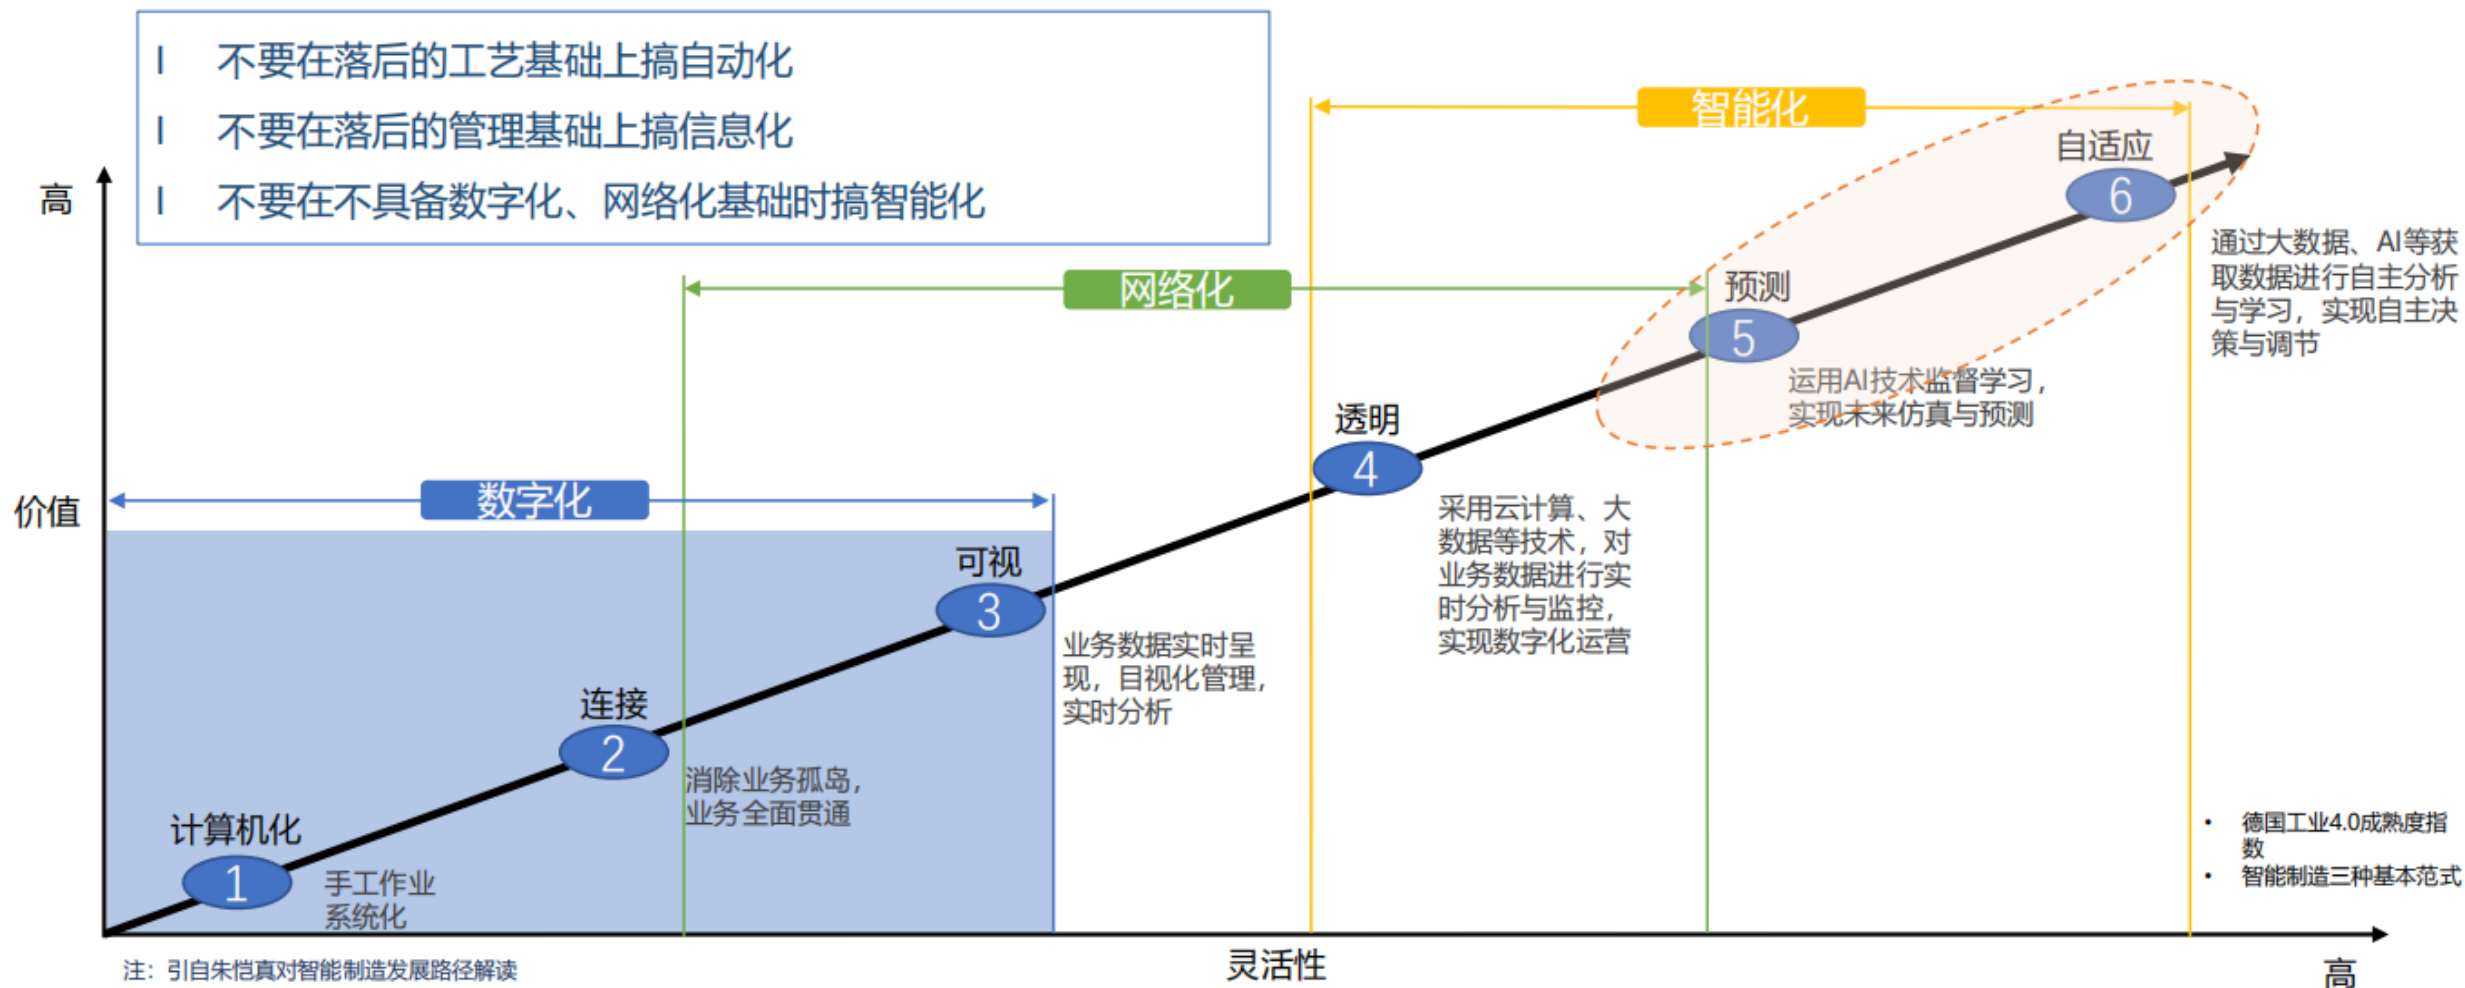 l 不要在落后的工艺基础上搞自动化
l 不要在落后的管理基础上搞信息化
l 不要在不具备数字化、网络化基础时搞智能化
智能化
自适应
6
高
通过大数据、AI等获
取数据进行自主分析
与学习，实现自主决
策与调节
网络化
预测
5
运用AI技术监督学习，
实现未来仿真与预测
透明
4
采用云计算、大
数据等技术，对
业务数据进行实
时分析与监控，
实现数字化运营
价值
数字化
可视
3
业务数据实时呈
现，目视化管理，
实时分析
连接
2
消除业务孤岛，
业务全面贯通
计算机化
1
手工作业
系统化
• 德国工业4.0成熟度指
数
• 智能制造三种基本范式
灵活性
高
注：引自朱恺真对智能制造发展路径解读